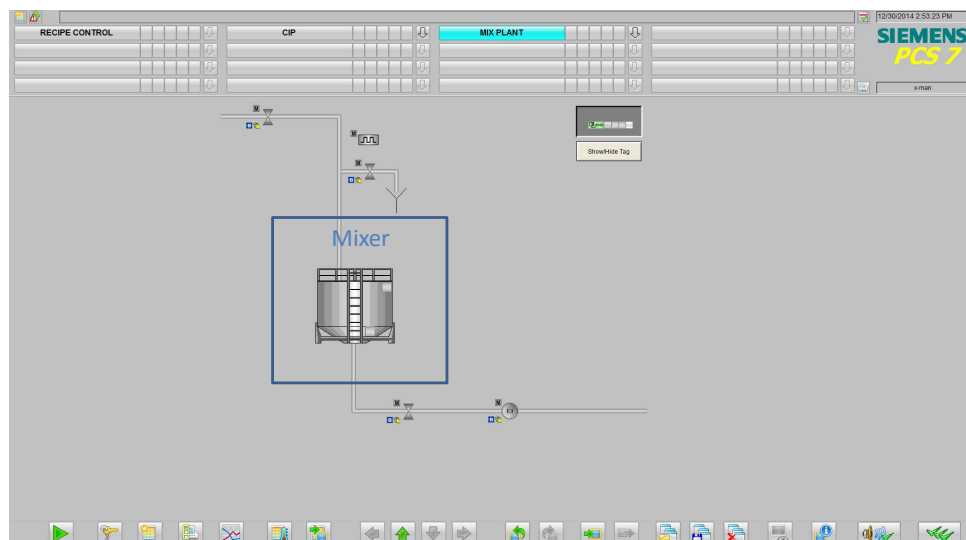 12/30/2014 2:53:23 PM
RECIPE CONTROL
CIP
MIX PLANT
SIEMENS
PCS 7
x-man
M
M
Show/Hide Tag
M
Mixer
M
M